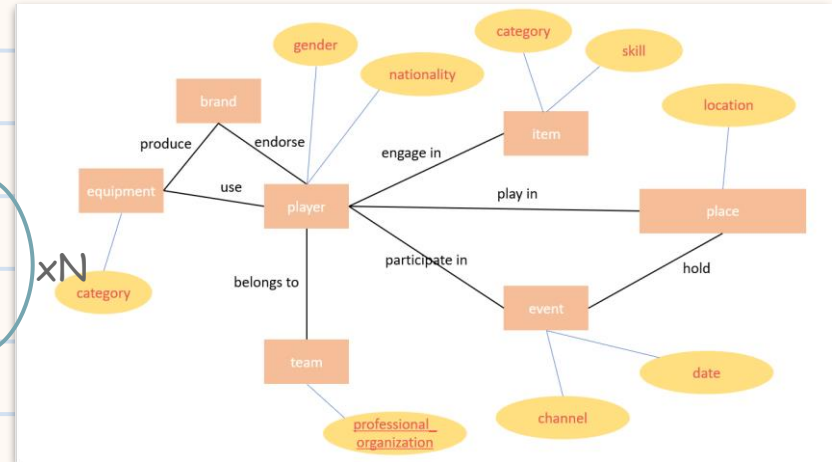 gender
category
skill
nationality
brand
location
produce
endorse
item
engage in
equipment
use
player
play in
place
xN
participate in
hold
category
belongs to
event
team
date
professional_
organization
channel